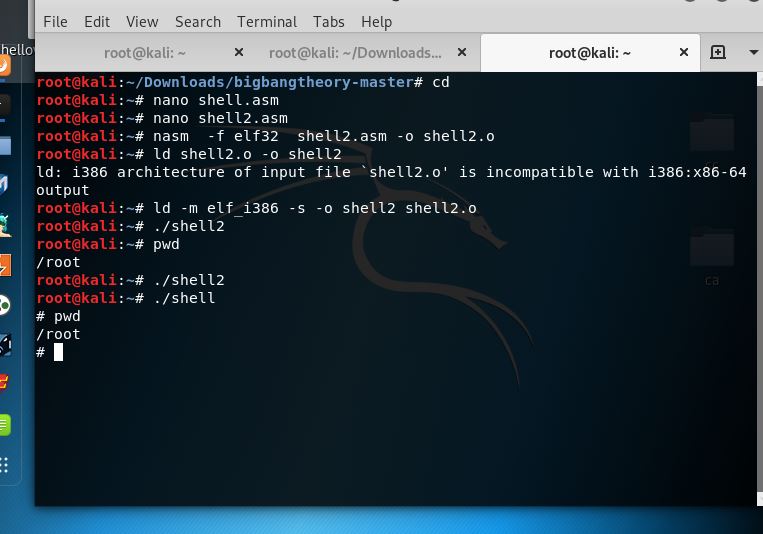 File Edit View Search Terminal Tabs Help
hellov
root@kali: ~ × root@kali: ~/Downloads... × root@kali: ~ ×
root@kali:~/Downloads/bigbangtheory-master# cd
root@kali:~# nano shell.asm
root@kali:~# nano shell2.asm
root@kali:~# nasm  -f elf32  shell2.asm -o shell2.o
root@kali:~# ld shell2.o -o shell2
ld: i386 architecture of input file `shell2.o' is incompatible with i386:x86-64
output
root@kali:~# ld -m elf_i386 -s -o shell2 shell2.o
root@kali:~# ./shell2
root@kali:~# pwd
/root
root@kali:~# ./shell2
root@kali:~# ./shell
# pwd
/root
#
ca